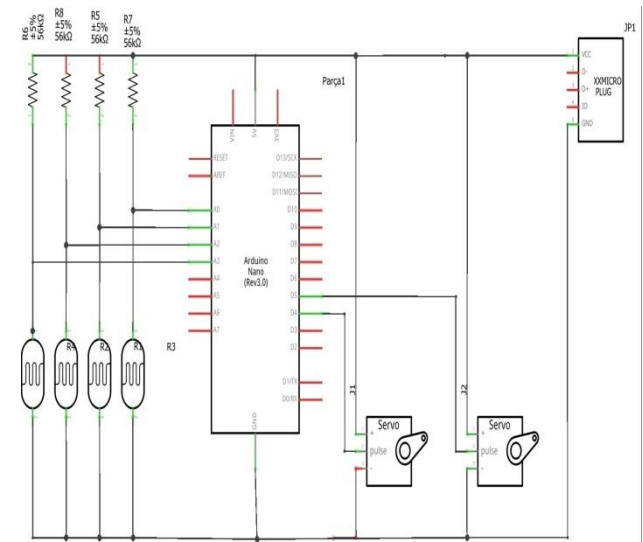 R6
±5%
56kΩ
R8
±5%
56kΩ
R5
±5%
56kΩ
R7
±5%
56kΩ
JP1
VCC
D-
D+
ID
GND
XXMICRO
PLUG
Parça1
VIN
5V
3V3
RESET
AREF
A0
A1
A2
A3
A4
A5
A6
A7
D13/SCK
D12/MISO
D11/MOSI
D10
D9
D8
D7
D6
D5
D4
D3
D2
D1/TX
D0/RX
GND
Arduino
Nano
(Rev3.0)
R4
R2
R1
R3
J1
Servo
+
pulse
-
J2
Servo
+
pulse
-